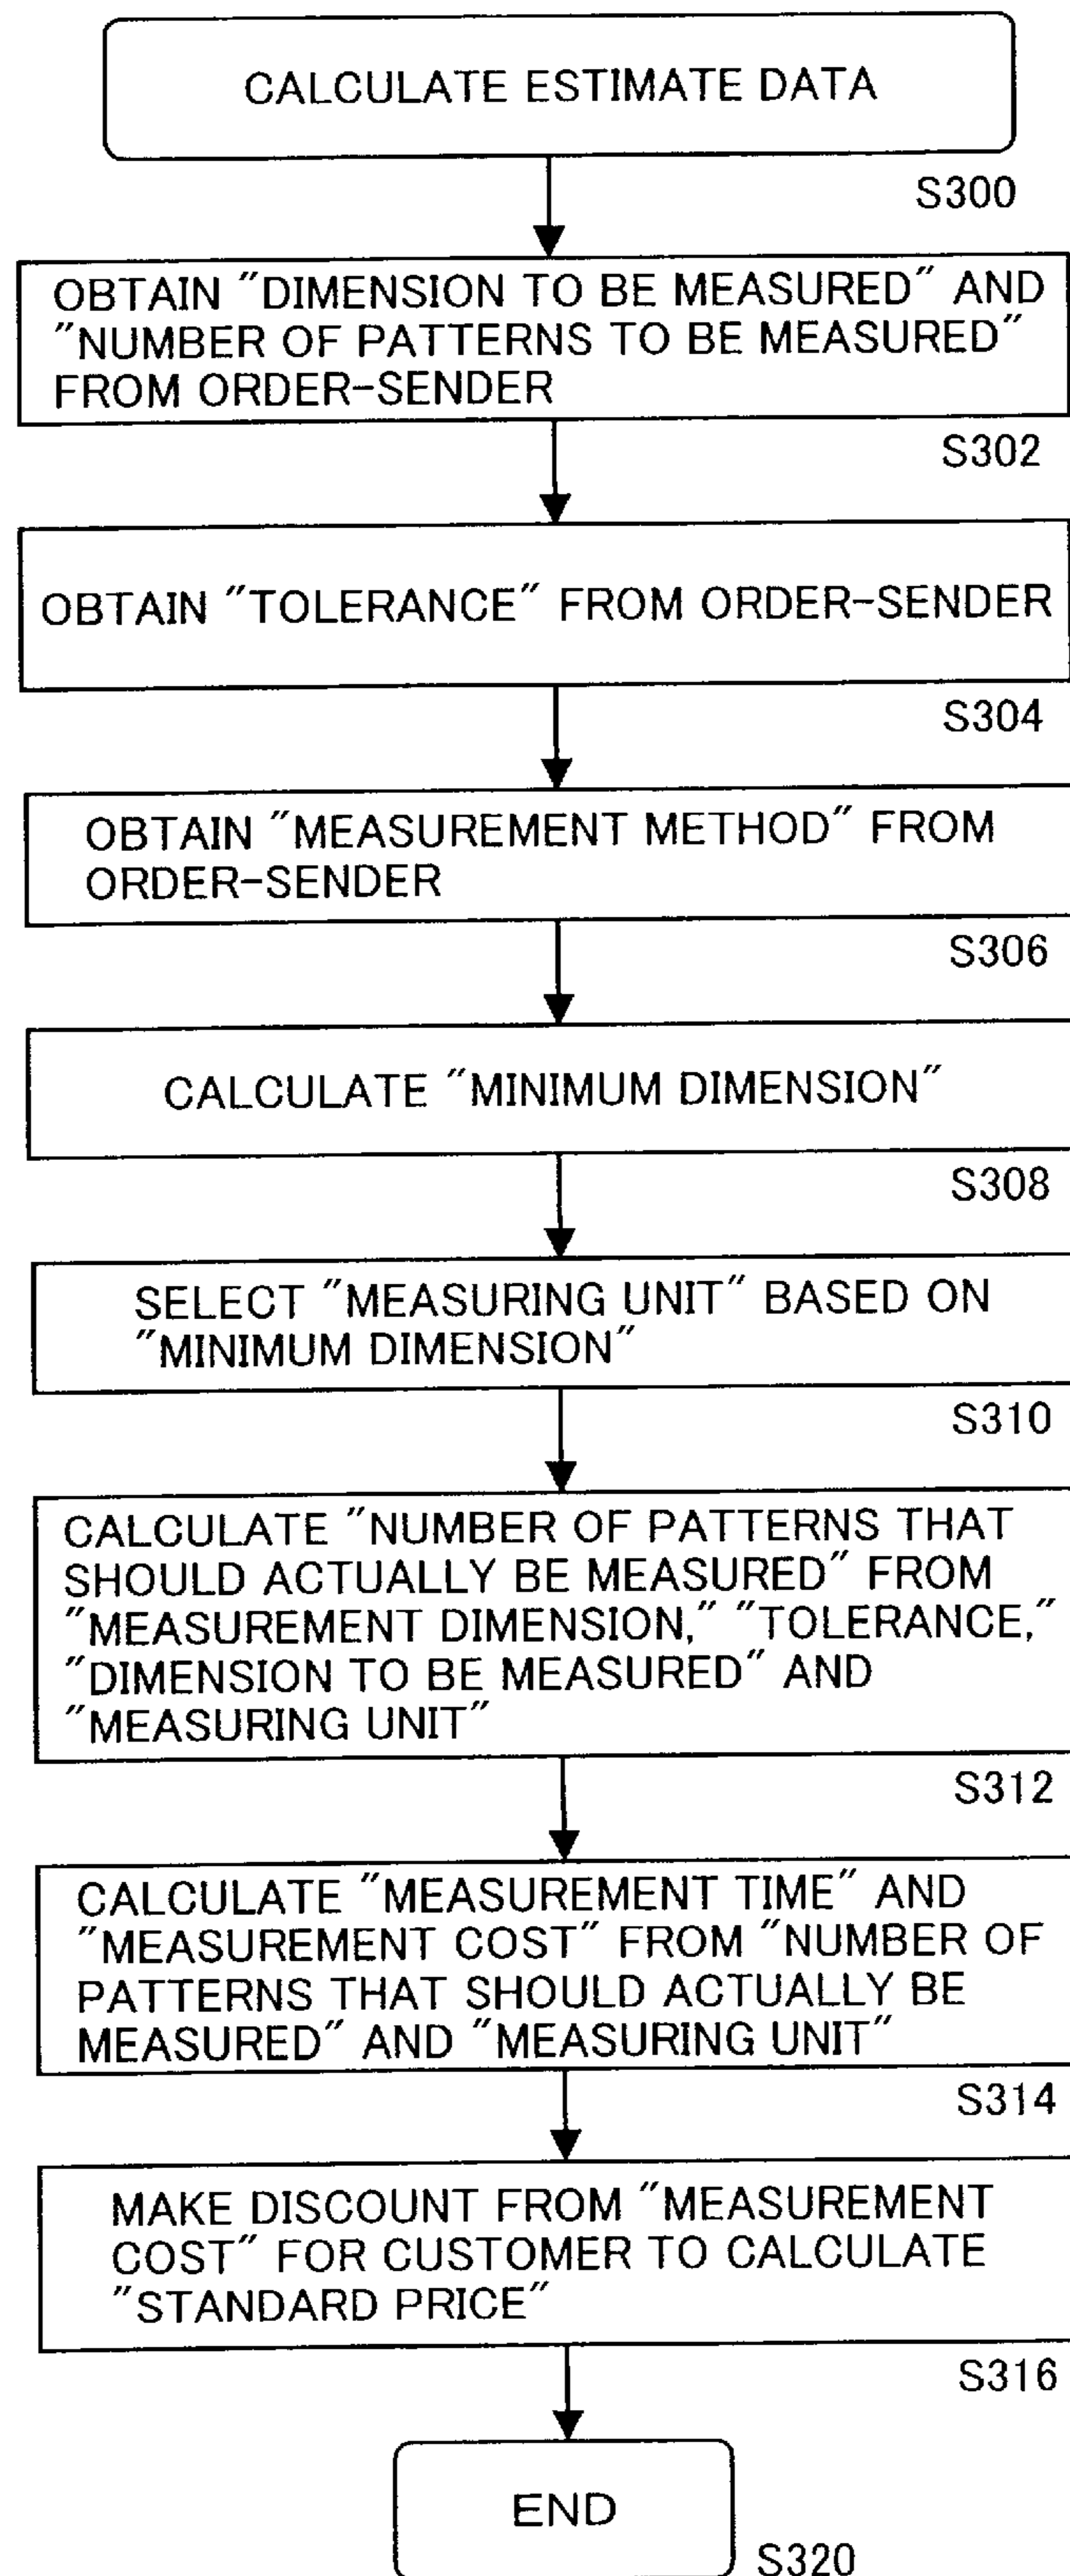 CALCULATE ESTIMATE DATA
S300
OBTAIN "DIMENSION TO BE MEASURED" AND
"NUMBER OF PATTERNS TO BE MEASURED"
FROM ORDER-SENDER
S302
OBTAIN "TOLERANCE" FROM ORDER-SENDER
S304
OBTAIN "MEASUREMENT METHOD" FROM
ORDER-SENDER
S306
CALCULATE "MINIMUM DIMENSION"
S308
SELECT "MEASURING UNIT" BASED ON
"MINIMUM DIMENSION"
S310
CALCULATE "NUMBER OF PATTERNS THAT
SHOULD ACTUALLY BE MEASURED" FROM
"MEASUREMENT DIMENSION," "TOLERANCE,"
"DIMENSION TO BE MEASURED" AND
"MEASURING UNIT"
S312
CALCULATE "MEASUREMENT TIME" AND
"MEASUREMENT COST" FROM "NUMBER OF
PATTERNS THAT SHOULD ACTUALLY BE
MEASURED" AND "MEASURING UNIT"
S314
MAKE DISCOUNT FROM "MEASUREMENT
COST" FOR CUSTOMER TO CALCULATE
"STANDARD PRICE"
S316
END
S320